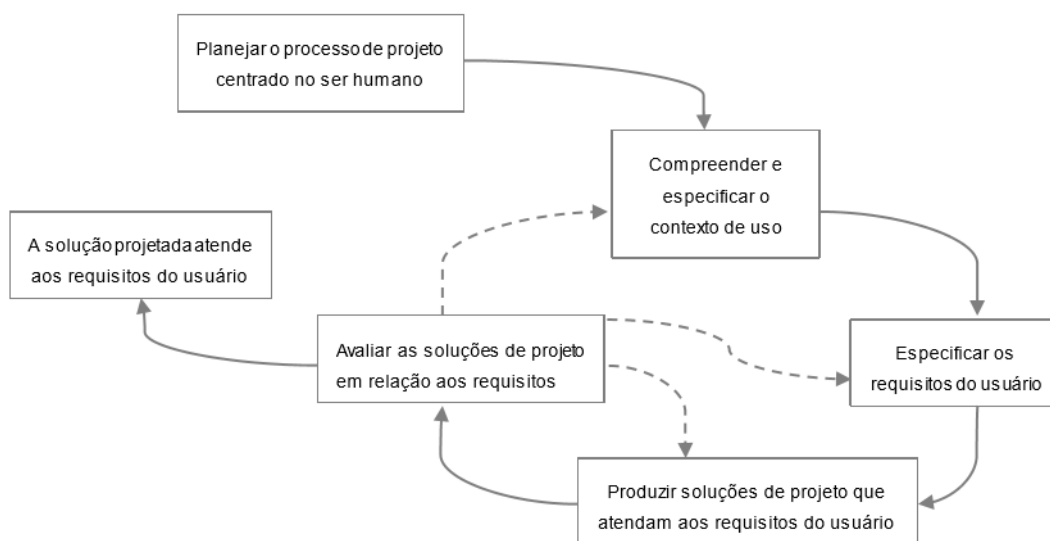 Planejar o processo de projeto
centrado no ser humano
Compreender e
especificar o
contexto de uso
A solução projetada atende
aos requisitos do usuário
Avaliar as soluções de projeto
em relação aos requisitos
Especificar os
requisitos do usuário
Produzir soluções de projeto que
atendam aos requisitos do usuário